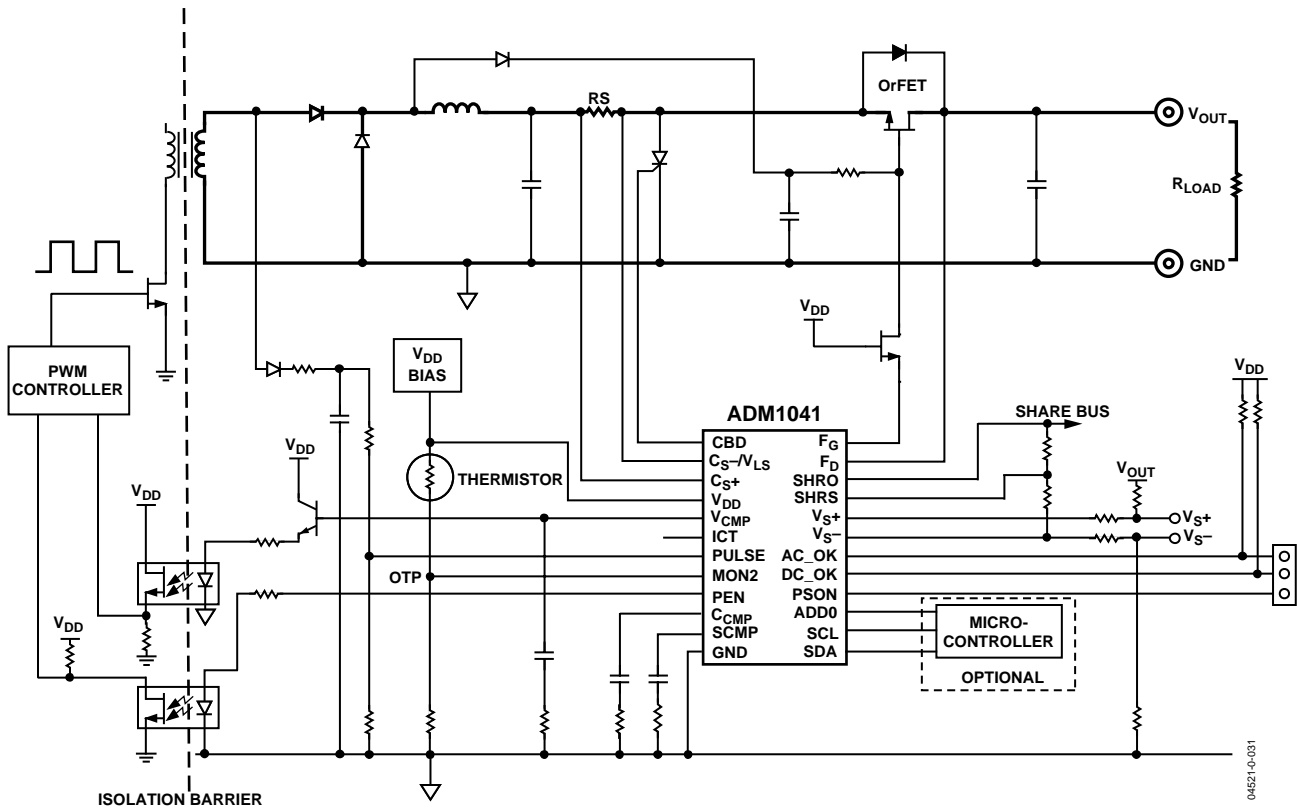 RS
OrFET
VOUT
RLOAD
GND
PWM
CONTROLLER
VDD
BIAS
VDD
VDD
ADM1041
SHARE BUS
VDD
VDD
THERMISTOR
VOUT
CBD
CS–/VLS
CS+
VDD
VCMP
ICT
PULSE
MON2
PEN
CCMP
SCMP
GND
FG
FD
SHRO
SHRS
VS+
VS–
AC_OK
DC_OK
PSON
ADD0
SCL
SDA
VS+
VS–
OTP
VDD
MICRO-
CONTROLLER
OPTIONAL
ISOLATION BARRIER
04521-0-031